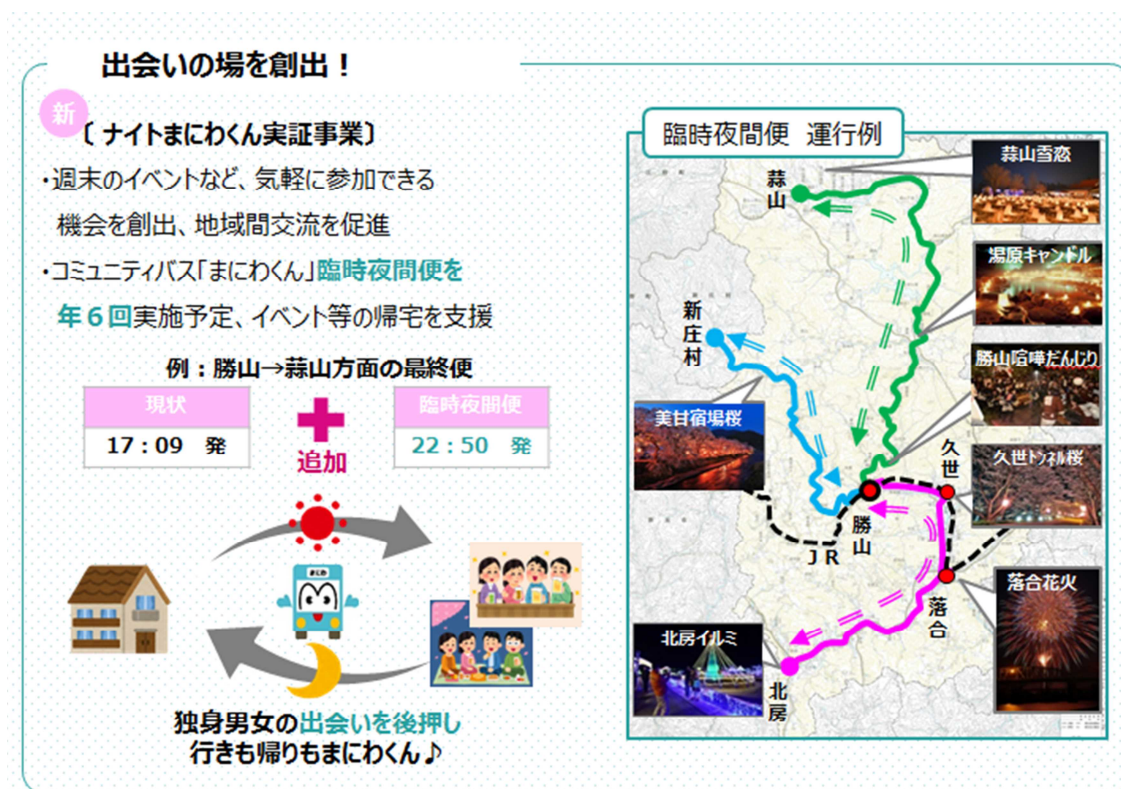 出会いの場を創出！
新
〔 ナイトまにわくん実証事業〕
・週末のイベントなど、気軽に参加できる
機会を創出、地域間交流を促進
・コミュニティバス「まにわくん」臨時夜間便を
年６回実施予定、イベント等の帰宅を支援
例：勝山→蒜山方面の最終便
現状
17：09 発
追加
臨時夜間便
22：50 発
まにわ
独身男女の出会いを後押し
行きも帰りもまにわくん♪
臨時夜間便 運行例
蒜山
蒜山雪恋
湯原キャンドル
新庄村
勝山喧嘩だんじり
美甘宿場桜
久世
久世トンネル桜
勝山
ＪＲ
落合
落合花火
北房イルミ
北房